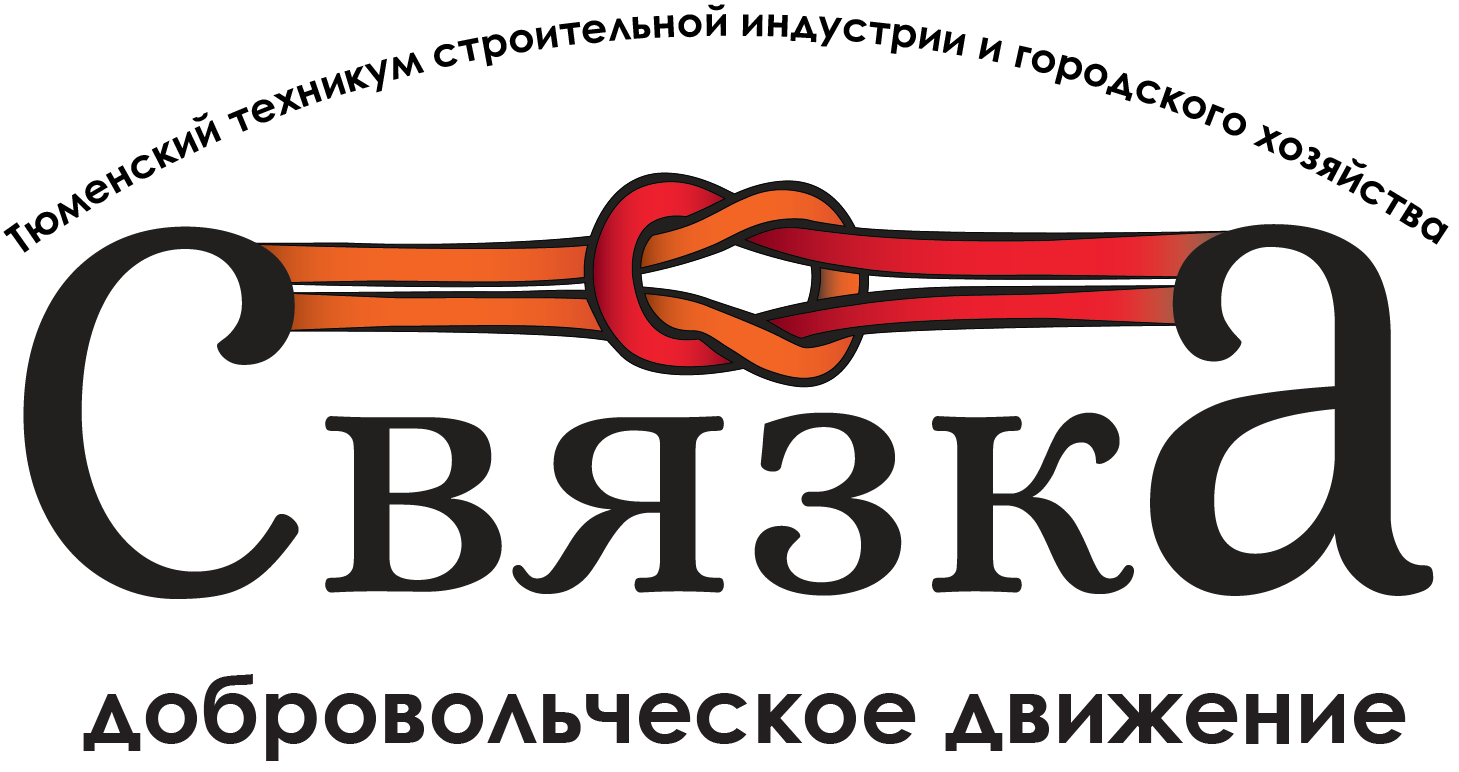 Тюменский техникум строительной индустрии и городского хозяйства
Связка
добровольческое движение